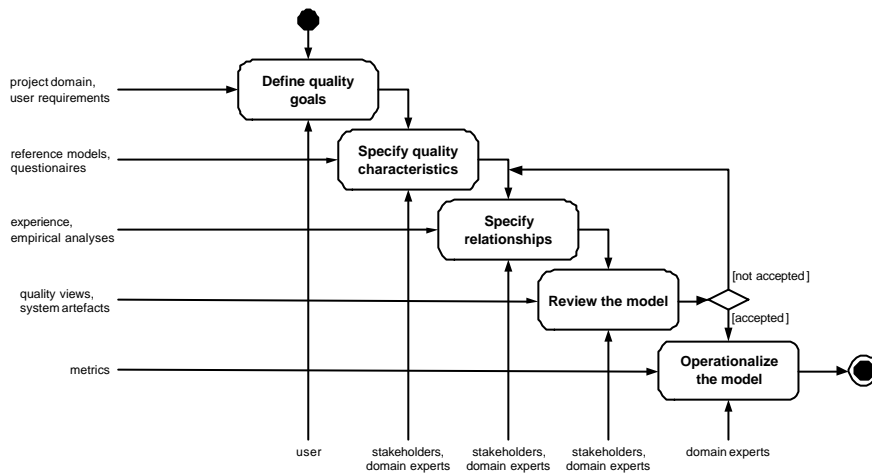 Define quality
goals
project domain,
user requirements
Specify quality
characteristics
reference models,
questionaires
Specify
relationships
experience,
empirical analyses
[not accepted]
Review the model
quality views,
system artefacts
[accepted]
Operationalize
the model
metrics
user
stakeholders,
domain experts
stakeholders,
domain experts
stakeholders,
domain experts
domain experts